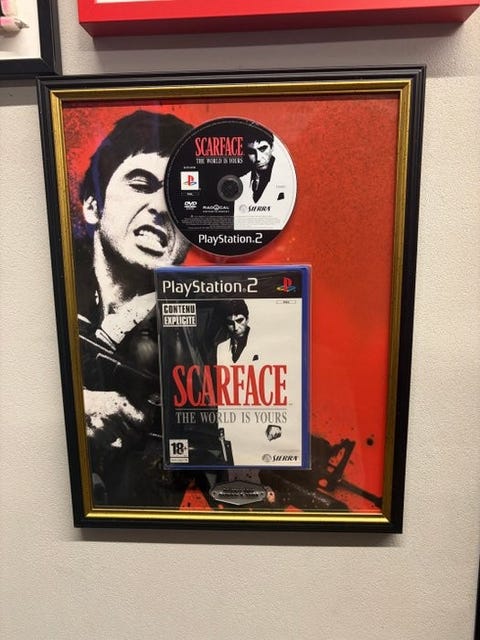 SCARFACE
THE WORLD IS YOURS
DVD
RADICAL
SIERRA
PlayStation.2
PlayStation.2
CONTENU
EXPLICITE
SCARFACE
THE WORLD IS YOURS
18+
SIERRA